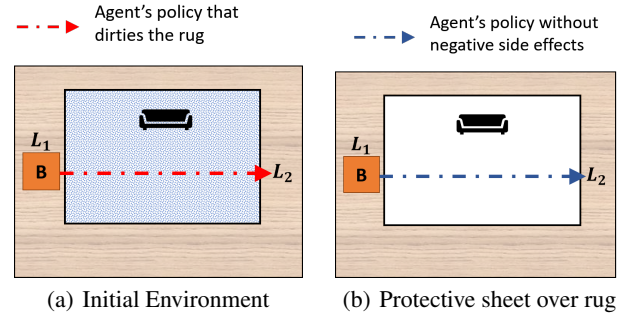 Agent's policy that
dirties the rug
Agent's policy without
negative side effects
L₁
B
L₂
L₁
B
L₂
(a) Initial Environment
(b) Protective sheet over rug